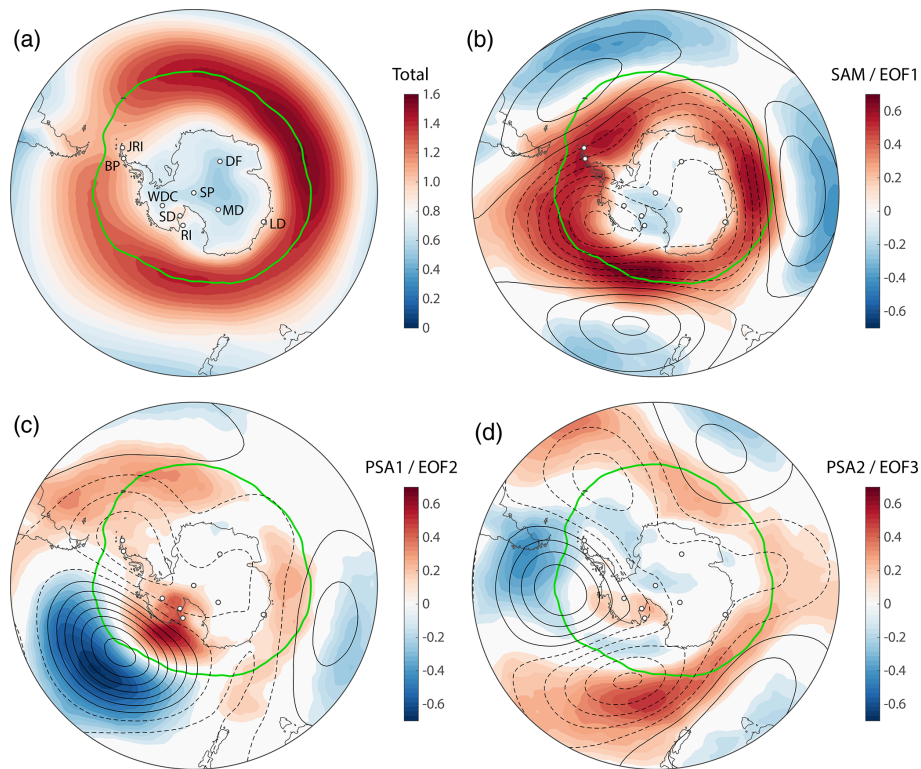 (a)
Total
1.6
1.4
1.2
1.0
0.8
0.6
0.4
0.2
0
JRI
BP
DF
WDC
SP
SD
MD
LD
RI
(b)
SAM / EOF1
0.6
0.4
0.2
0
-0.2
-0.4
-0.6
(c)
PSA1 / EOF2
0.6
0.4
0.2
0
-0.2
-0.4
-0.6
(d)
PSA2 / EOF3
0.6
0.4
0.2
0
-0.2
-0.4
-0.6